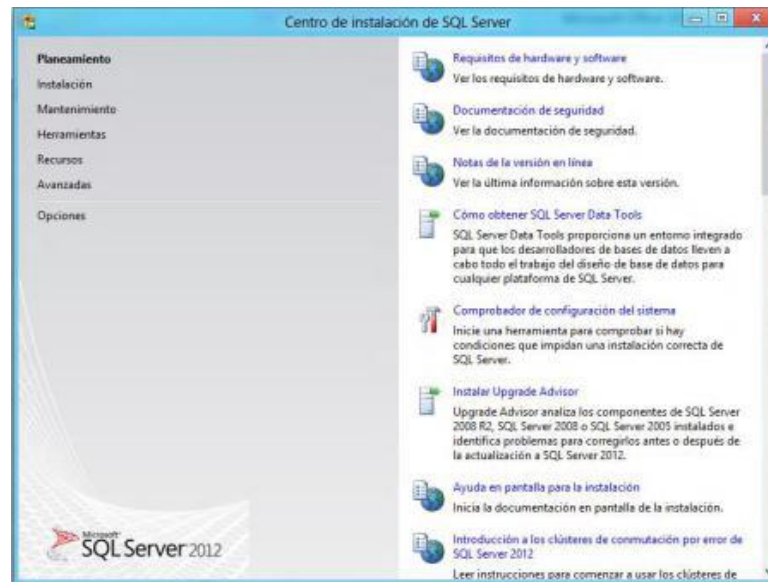 Centro de instalación de SQL Server
Planeamiento
Instalación
Mantenimiento
Herramientas
Recursos
Avanzadas
Opciones
Requisitos de hardware y software
Ver los requisitos de hardware y software.
Documentación de seguridad
Ver la documentación de seguridad.
Notas de la versión en línea
Ver la última información sobre esta versión.
Cómo obtener SQL Server Data Tools
SQL Server Data Tools proporciona un entorno integrado
para que los desarrolladores de bases de datos lleven a
cabo todo el trabajo del diseño de base de datos para
cualquier plataforma de SQL Server.
Comprobador de configuración del sistema
Inicie una herramienta para comprobar si hay
condiciones que impidan una instalación correcta de
SQL Server.
Instalar Upgrade Advisor
Upgrade Advisor analiza los componentes de SQL Server
2008 R2, SQL Server 2008 o SQL Server 2005 instalados e
identifica problemas para corregirlos antes o después de
la actualización a SQL Server 2012.
Ayuda en pantalla para la instalación
Inicia la documentación en pantalla de la instalación.
Introducción a los clústeres de conmutación por error de
SQL Server 2012
Leer instrucciones para comenzar a usar los clústeres de
Microsoft
SQL Server 2012